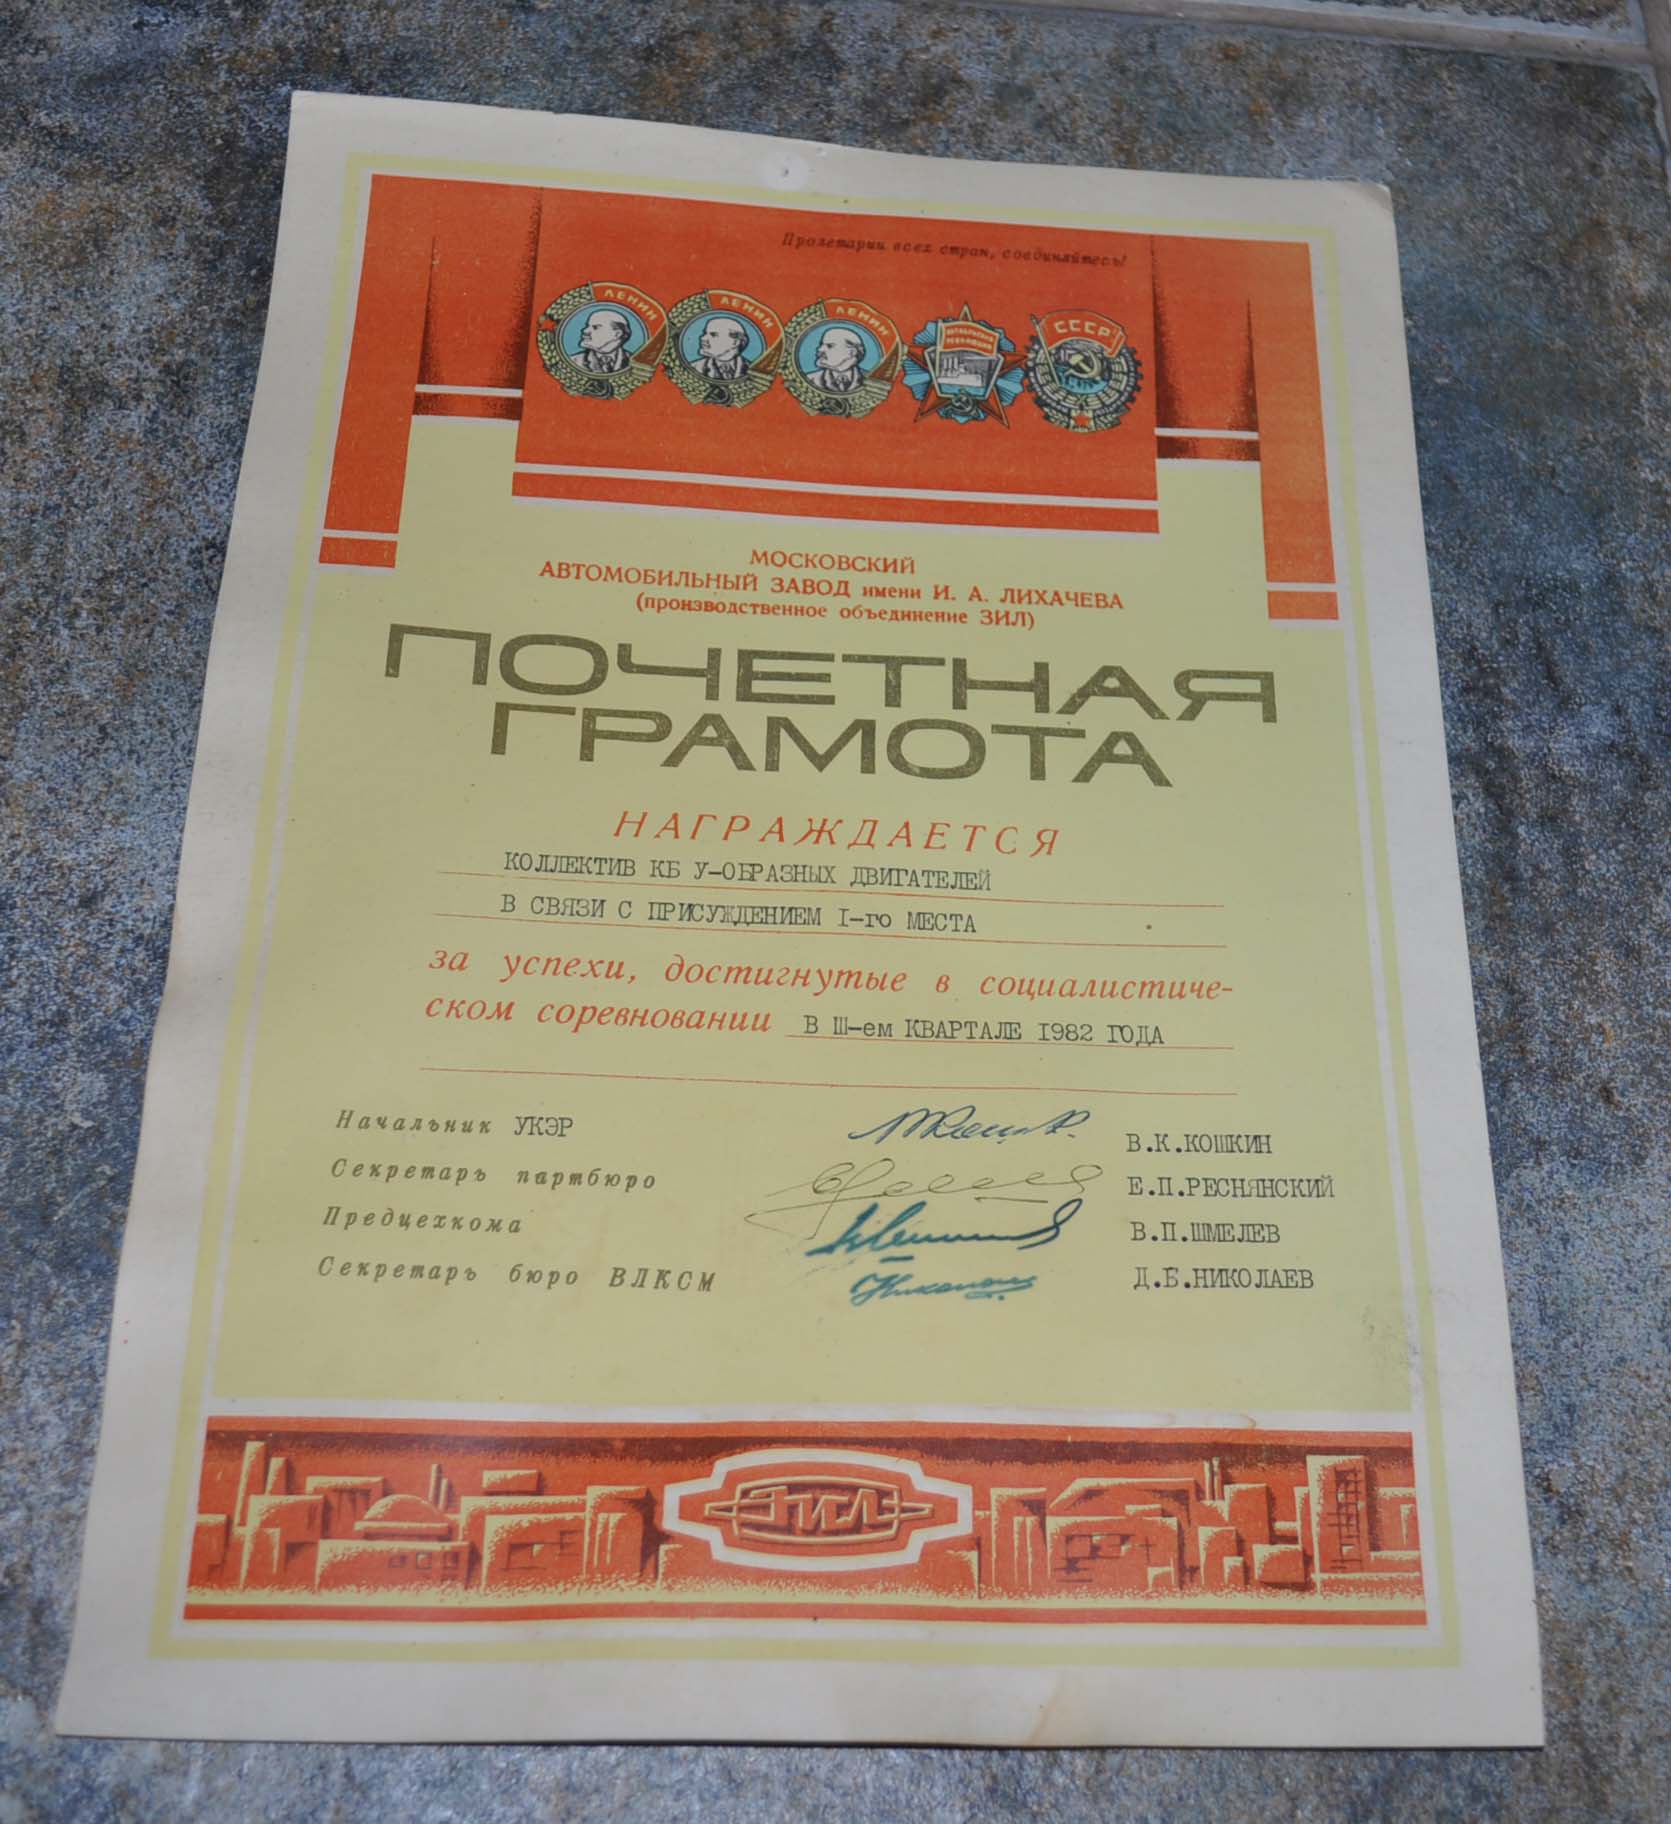 Пролетарии всех стран, соединяйтесь!
ЛЕНИН ЛЕНИН ЛЕНИН ОКТЯБРЬСКАЯ РЕВОЛЮЦИЯ СССР
МОСКОВСКИЙ
АВТОМОБИЛЬНЫЙ ЗАВОД имени И. А. ЛИХАЧЕВА
(производственное объединение ЗИЛ)
ПОЧЕТНАЯ
ГРАМОТА
НАГРАЖДАЕТСЯ
КОЛЛЕКТИВ КБ У-ОБРАЗНЫХ ДВИГАТЕЛЕЙ
В СВЯЗИ С ПРИСУЖДЕНИЕМ I-го МЕСТА
за успехи, достигнутые в социалистиче-
ском соревновании В Ш-ем КВАРТАЛЕ 1982 ГОДА
Начальник УКЭР В.К.КОШКИН
Секретарь партбюро Е.П.РЕСНЯНСКИЙ
Предцехкома В.П.ШМЕЛЕВ
Секретарь бюро ВЛКСМ Д.Б.НИКОЛАЕВ
ЗИЛ